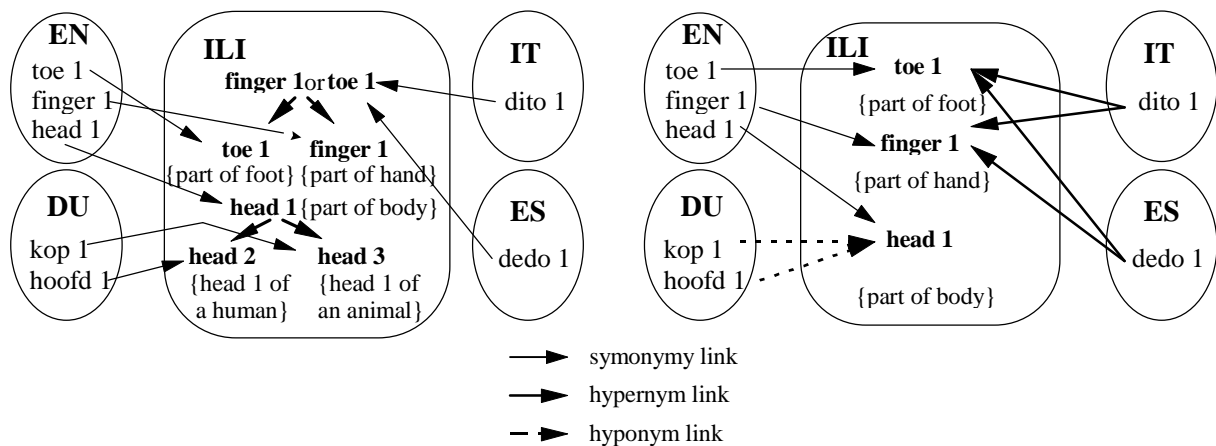 EN
toe 1
finger 1
head 1
DU
kop 1
hoofd 1
ILI
finger 1or toe 1
toe 1 finger 1
{part of foot} {part of hand}
head 1 {part of body}
head 2 head 3
{head 1 of {head 1 of
a human} an animal}
IT
dito 1
ES
dedo 1
EN
toe 1
finger 1
head 1
DU
kop 1
hoofd 1
ILI
toe 1
{part of foot}
finger 1
{part of hand}
head 1
{part of body}
IT
dito 1
ES
dedo 1
symonymy link
hypernym link
hyponym link